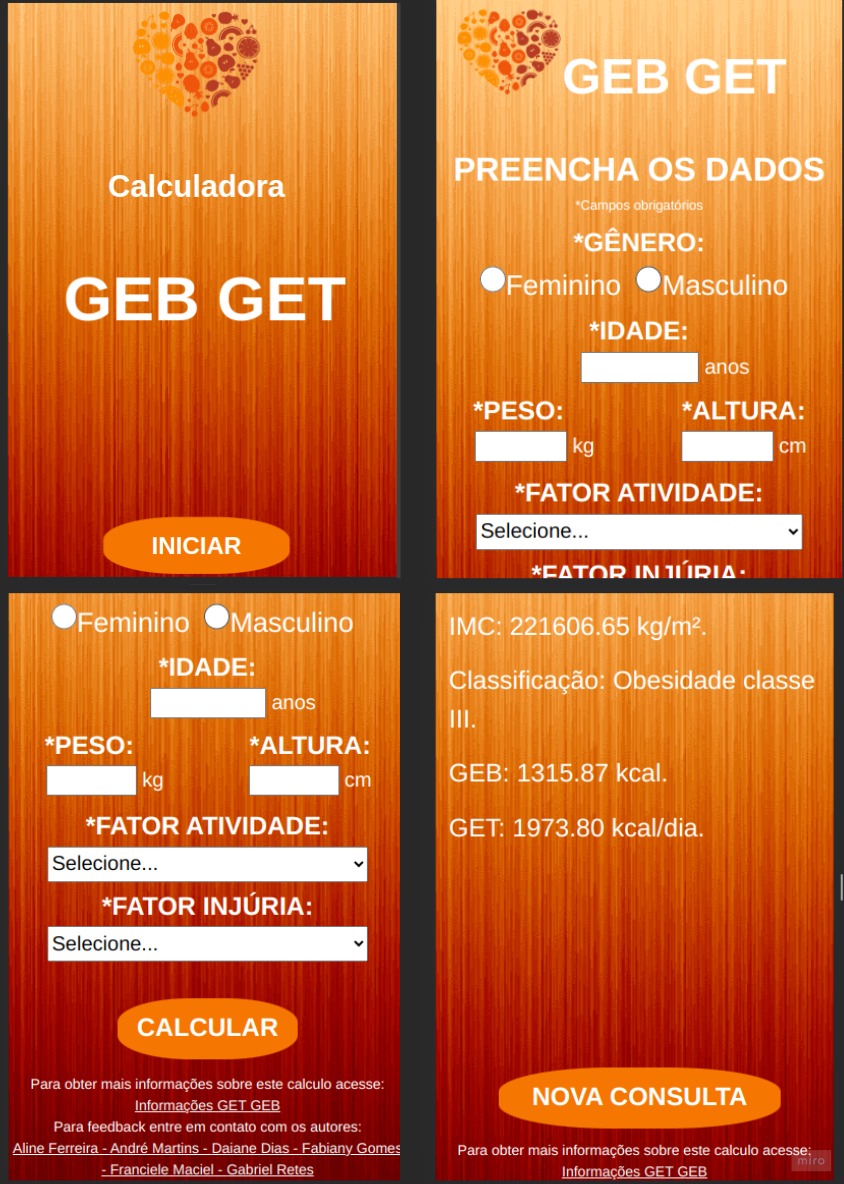 Calculadora
GEB GET
INICIAR
GEB GET
PREENCHA OS DADOS
*Campos obrigatórios
*GÊNERO:
Feminino Masculino
*IDADE:
anos
*PESO: *ALTURA:
kg cm
*FATOR ATIVIDADE:
Selecione...
*FATOR INJÚRIA:
Feminino Masculino
*IDADE:
anos
*PESO: *ALTURA:
kg cm
*FATOR ATIVIDADE:
Selecione...
*FATOR INJÚRIA:
Selecione...
CALCULAR
Para obter mais informações sobre este calculo acesse:
Informações GET GEB
Para feedback entre em contato com os autores:
Aline Ferreira - André Martins - Daiane Dias - Fabiany Gomes
- Franciele Maciel - Gabriel Retes
IMC: 221606.65 kg/m².
Classificação: Obesidade classe
III.
GEB: 1315.87 kcal.
GET: 1973.80 kcal/dia.
NOVA CONSULTA
Para obter mais informações sobre este calculo acesse:
Informações GET GEB
miro